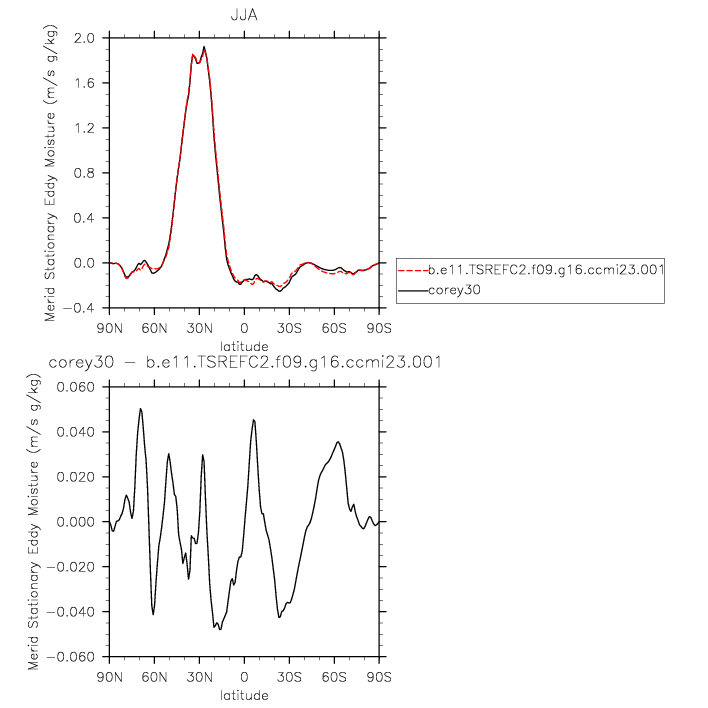 JJA
Merid Stationary Eddy Moisture (m/s g/kg)
2.0
1.6
1.2
0.8
0.4
0.0
−0.4
90N 60N 30N 0 30S 60S 90S
latitude
b.e11.TSREFC2.f09.g16.ccmi23.001
corey30
corey30 − b.e11.TSREFC2.f09.g16.ccmi23.001
Merid Stationary Eddy Moisture (m/s g/kg)
0.060
0.040
0.020
0.000
−0.020
−0.040
−0.060
90N 60N 30N 0 30S 60S 90S
latitude